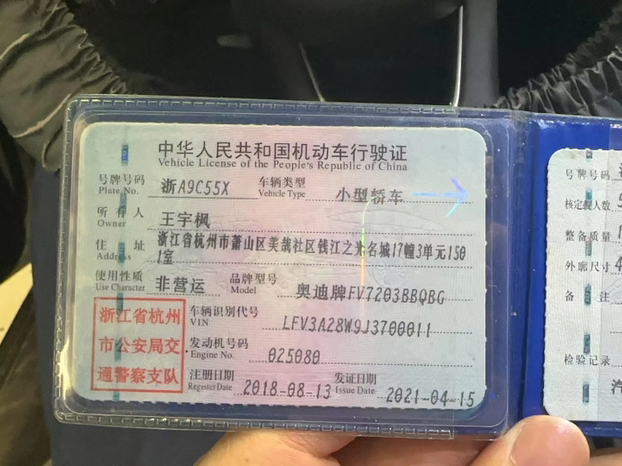 中华人民共和国机动车行驶证
Vehicle License of the People's Republic of China
号牌号码 浙A9C55X 车辆类型 小型轿车
Plate No. Vehicle Type
所有人 王宇枫
Owner
住址 浙江省杭州市萧山区美哉社区钱江之光名城17幢3单元150
Address 1室
使用性质 非营运 品牌型号 奥迪牌FV7203BBQBG
Use Character Model
浙江省杭州
市公安局交
通警察支队
车辆识别代号 LFV3A28W9J3700011
VIN
发动机号码 025080
Engine No.
注册日期 2018-08-13 发证日期 2021-04-15
Register Date Issue Date
号牌号码
核定载人数 5
整备质量 1
外廓尺寸 4
备注
检验记录